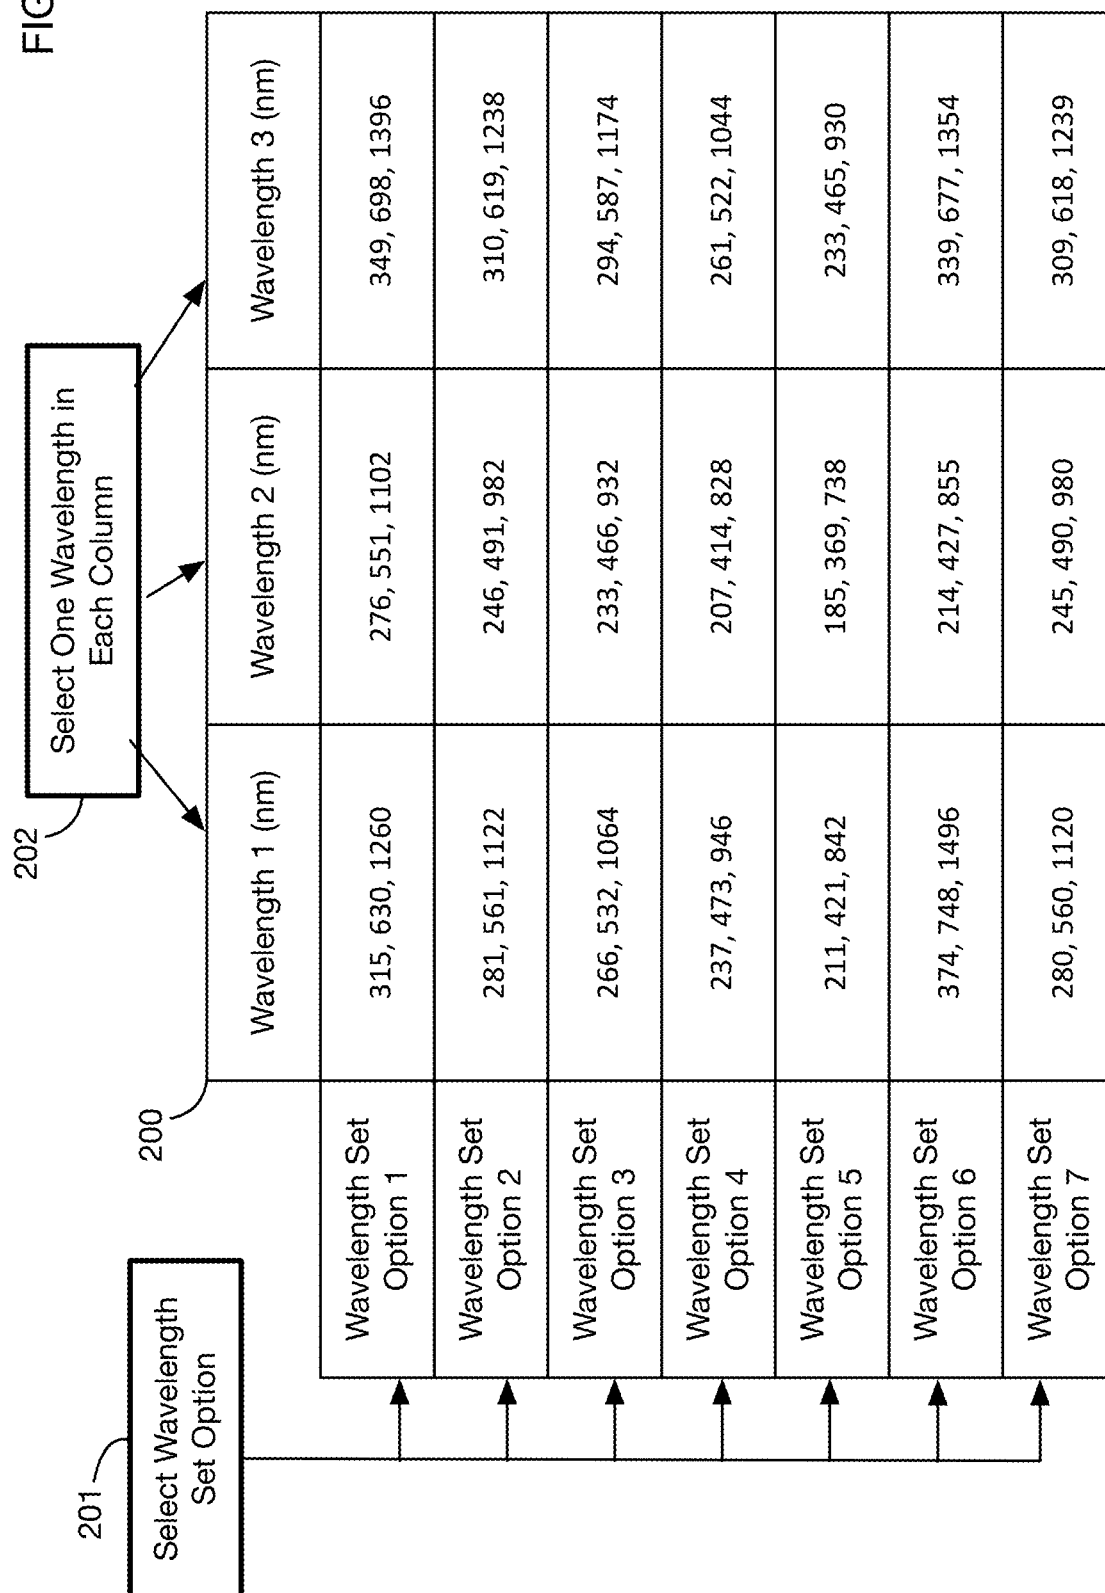 FIG
202
Select One Wavelength in
Each Column
201
Select Wavelength
Set Option
200
Wavelength 1 (nm) Wavelength 2 (nm) Wavelength 3 (nm)
Wavelength Set
Option 1
315, 630, 1260 276, 551, 1102 349, 698, 1396
Wavelength Set
Option 2
281, 561, 1122 246, 491, 982 310, 619, 1238
Wavelength Set
Option 3
266, 532, 1064 233, 466, 932 294, 587, 1174
Wavelength Set
Option 4
237, 473, 946 207, 414, 828 261, 522, 1044
Wavelength Set
Option 5
211, 421, 842 185, 369, 738 233, 465, 930
Wavelength Set
Option 6
374, 748, 1496 214, 427, 855 339, 677, 1354
Wavelength Set
Option 7
280, 560, 1120 245, 490, 980 309, 618, 1239